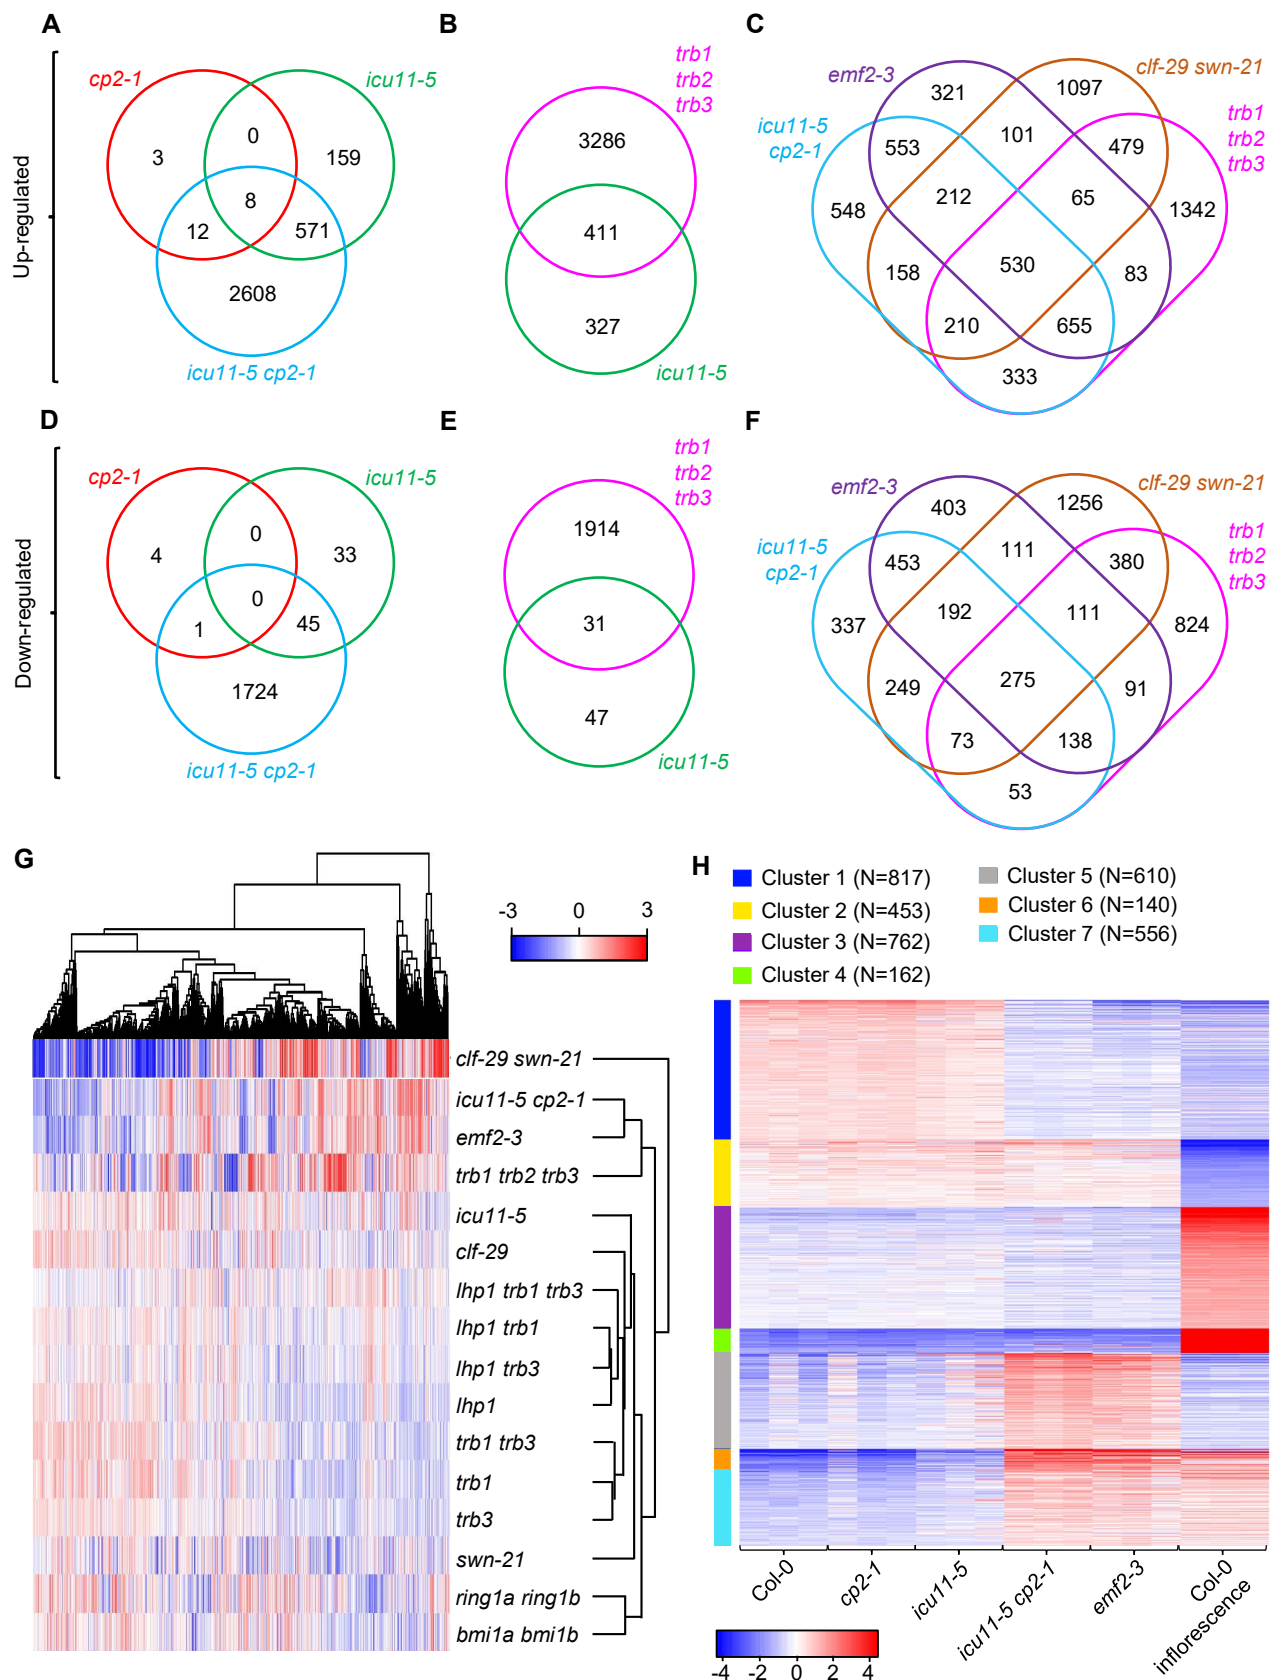 A
B
C
Up-regulated
cp2-1
icu11-5
0
3
159
8
12
571
2608
icu11-5 cp2-1
trb1
trb2
trb3
3286
411
327
icu11-5
emf2-3
clf-29 swn-21
icu11-5
cp2-1
trb1
trb2
trb3
321
1097
553
101
479
548
212
65
1342
158
530
83
210
655
333
D
E
F
Down-regulated
cp2-1
icu11-5
0
4
33
0
1
45
1724
icu11-5 cp2-1
trb1
trb2
trb3
1914
31
47
icu11-5
emf2-3
clf-29 swn-21
icu11-5
cp2-1
trb1
trb2
trb3
403
1256
453
111
380
337
192
111
824
249
275
91
73
138
53
G
-3 0 3
clf-29 swn-21
icu11-5 cp2-1
emf2-3
trb1 trb2 trb3
icu11-5
clf-29
lhp1 trb1 trb3
lhp1 trb1
lhp1 trb3
lhp1
trb1 trb3
trb1
trb3
swn-21
ring1a ring1b
bmi1a bmi1b
H
Cluster 1 (N=817)
Cluster 2 (N=453)
Cluster 3 (N=762)
Cluster 4 (N=162)
Cluster 5 (N=610)
Cluster 6 (N=140)
Cluster 7 (N=556)
Col-0
cp2-1
icu11-5
icu11-5 cp2-1
emf2-3
Col-0
inflorescence
-4 -2 0 2 4